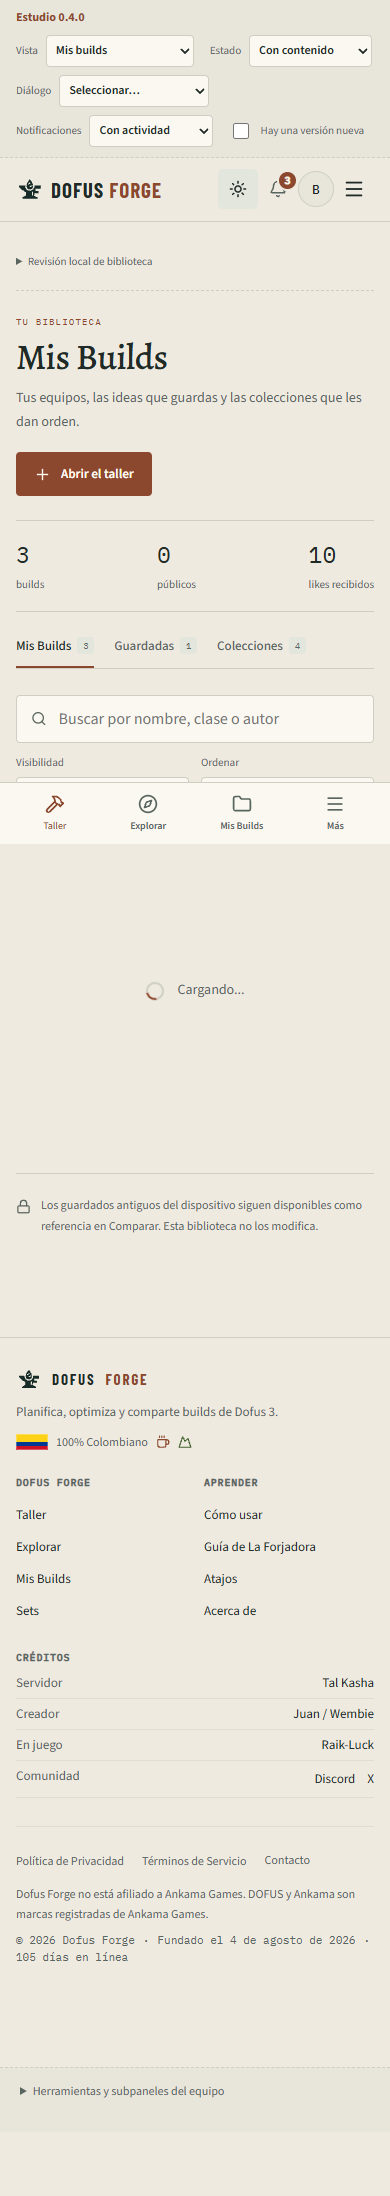 Estudio 0.4.0
Vista Mis builds Estado Con contenido
Diálogo Seleccionar...
Notificaciones Con actividad Hay una versión nueva
DOFUS FORGE 3 B
Revisión local de biblioteca
TU BIBLIOTECA
Mis Builds
Tus equipos, las ideas que guardas y las colecciones que les
dan orden.
Abrir el taller
3 0 10
builds públicos likes recibidos
Mis Builds 3 Guardadas 1 Colecciones 4
Buscar por nombre, clase o autor
Visibilidad Ordenar
Taller Explorar Mis Builds Más
Cargando...
Los guardados antiguos del dispositivo siguen disponibles como
referencia en Comparar. Esta biblioteca no los modifica.
DOFUS FORGE
Planifica, optimiza y comparte builds de Dofus 3.
100% Colombiano
DOFUS FORGE APRENDER
Taller Cómo usar
Explorar Guía de La Forjadora
Mis Builds Atajos
Sets Acerca de
CRÉDITOS
Servidor Tal Kasha
Creador Juan / Wembie
En juego Raik-Luck
Comunidad Discord X
Política de Privacidad Términos de Servicio Contacto
Dofus Forge no está afiliado a Ankama Games. DOFUS y Ankama son
marcas registradas de Ankama Games.
© 2026 Dofus Forge · Fundado el 4 de agosto de 2026 ·
105 días en línea
Herramientas y subpaneles del equipo